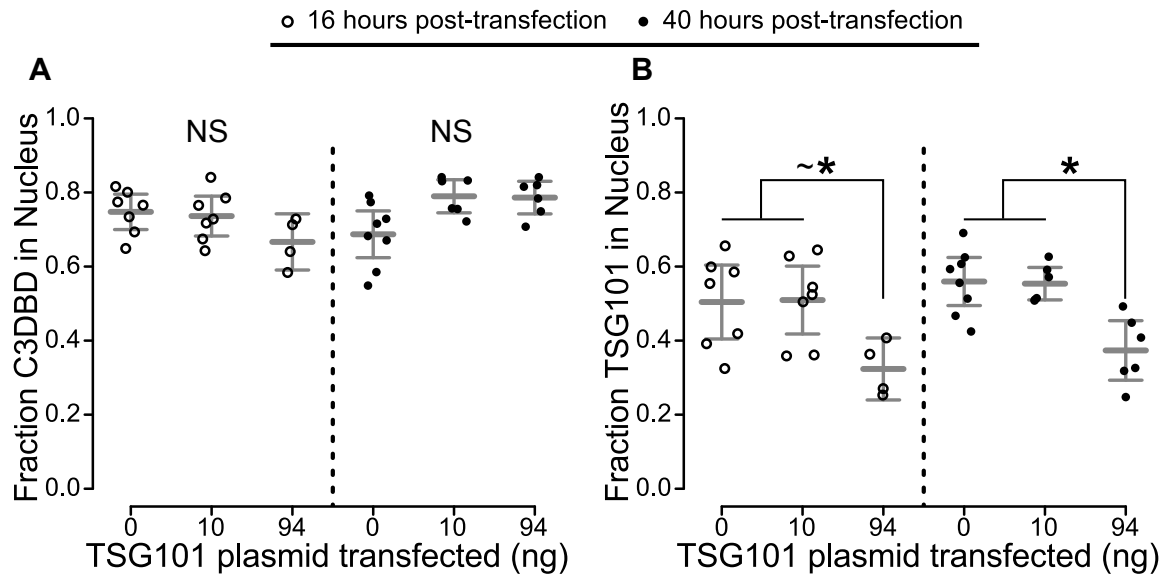 16 hours post-transfection 40 hours post-transfection
A
B
Fraction C3DBD in Nucleus
1.0
0.8
0.6
0.4
0.2
0.0
NS
NS
0 10 94 0 10 94
TSG101 plasmid transfected (ng)
Fraction TSG101 in Nucleus
1.0
0.8
0.6
0.4
0.2
0.0
~*
*
0 10 94 0 10 94
TSG101 plasmid transfected (ng)